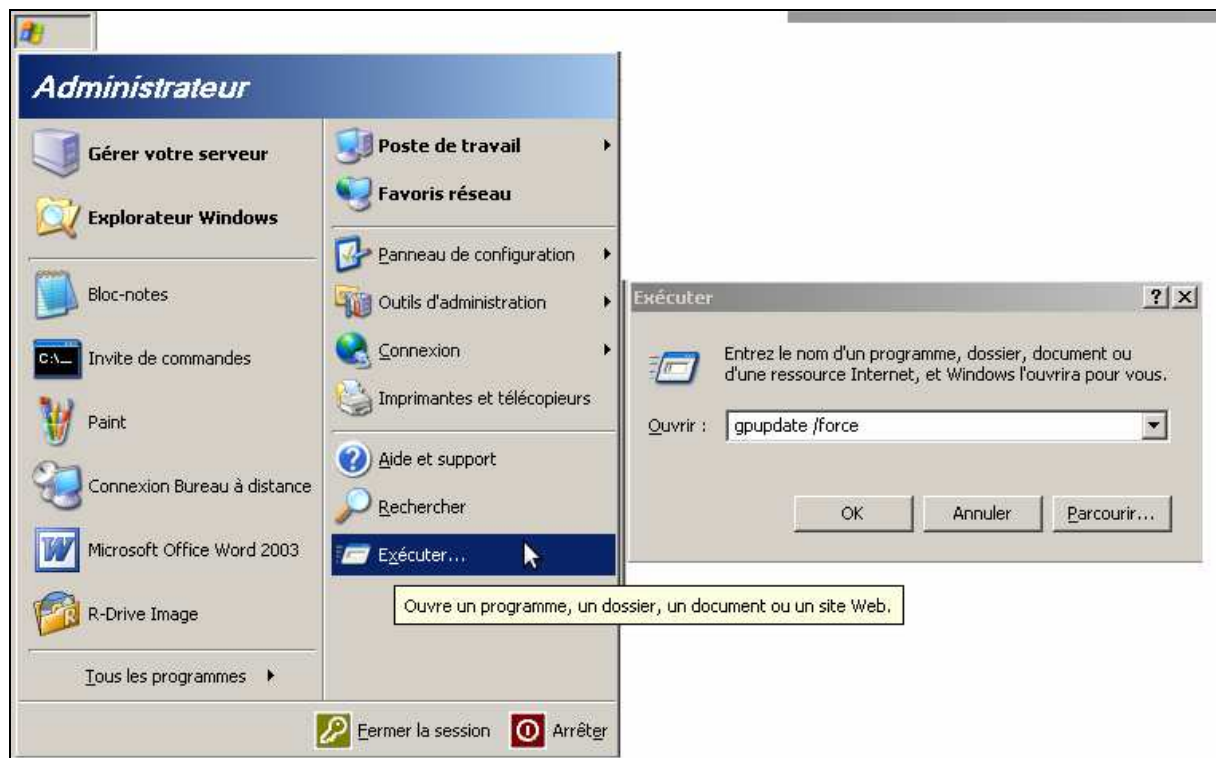 Administrateur
Gérer votre serveur
Explorateur Windows
Bloc-notes
C:\_
Invite de commandes
Paint
Connexion Bureau à distance
Microsoft Office Word 2003
R-Drive Image
Tous les programmes
Poste de travail
Favoris réseau
Panneau de configuration
Outils d'administration
Connexion
Imprimantes et télécopieurs
Aide et support
Rechercher
Exécuter...
Ouvre un programme, un dossier, un document ou un site Web.
Fermer la session
Arrêter
Exécuter
Entrez le nom d'un programme, dossier, document ou
d'une ressource Internet, et Windows l'ouvrira pour vous.
Ouvrir : gpupdate /force
OK
Annuler
Parcourir...